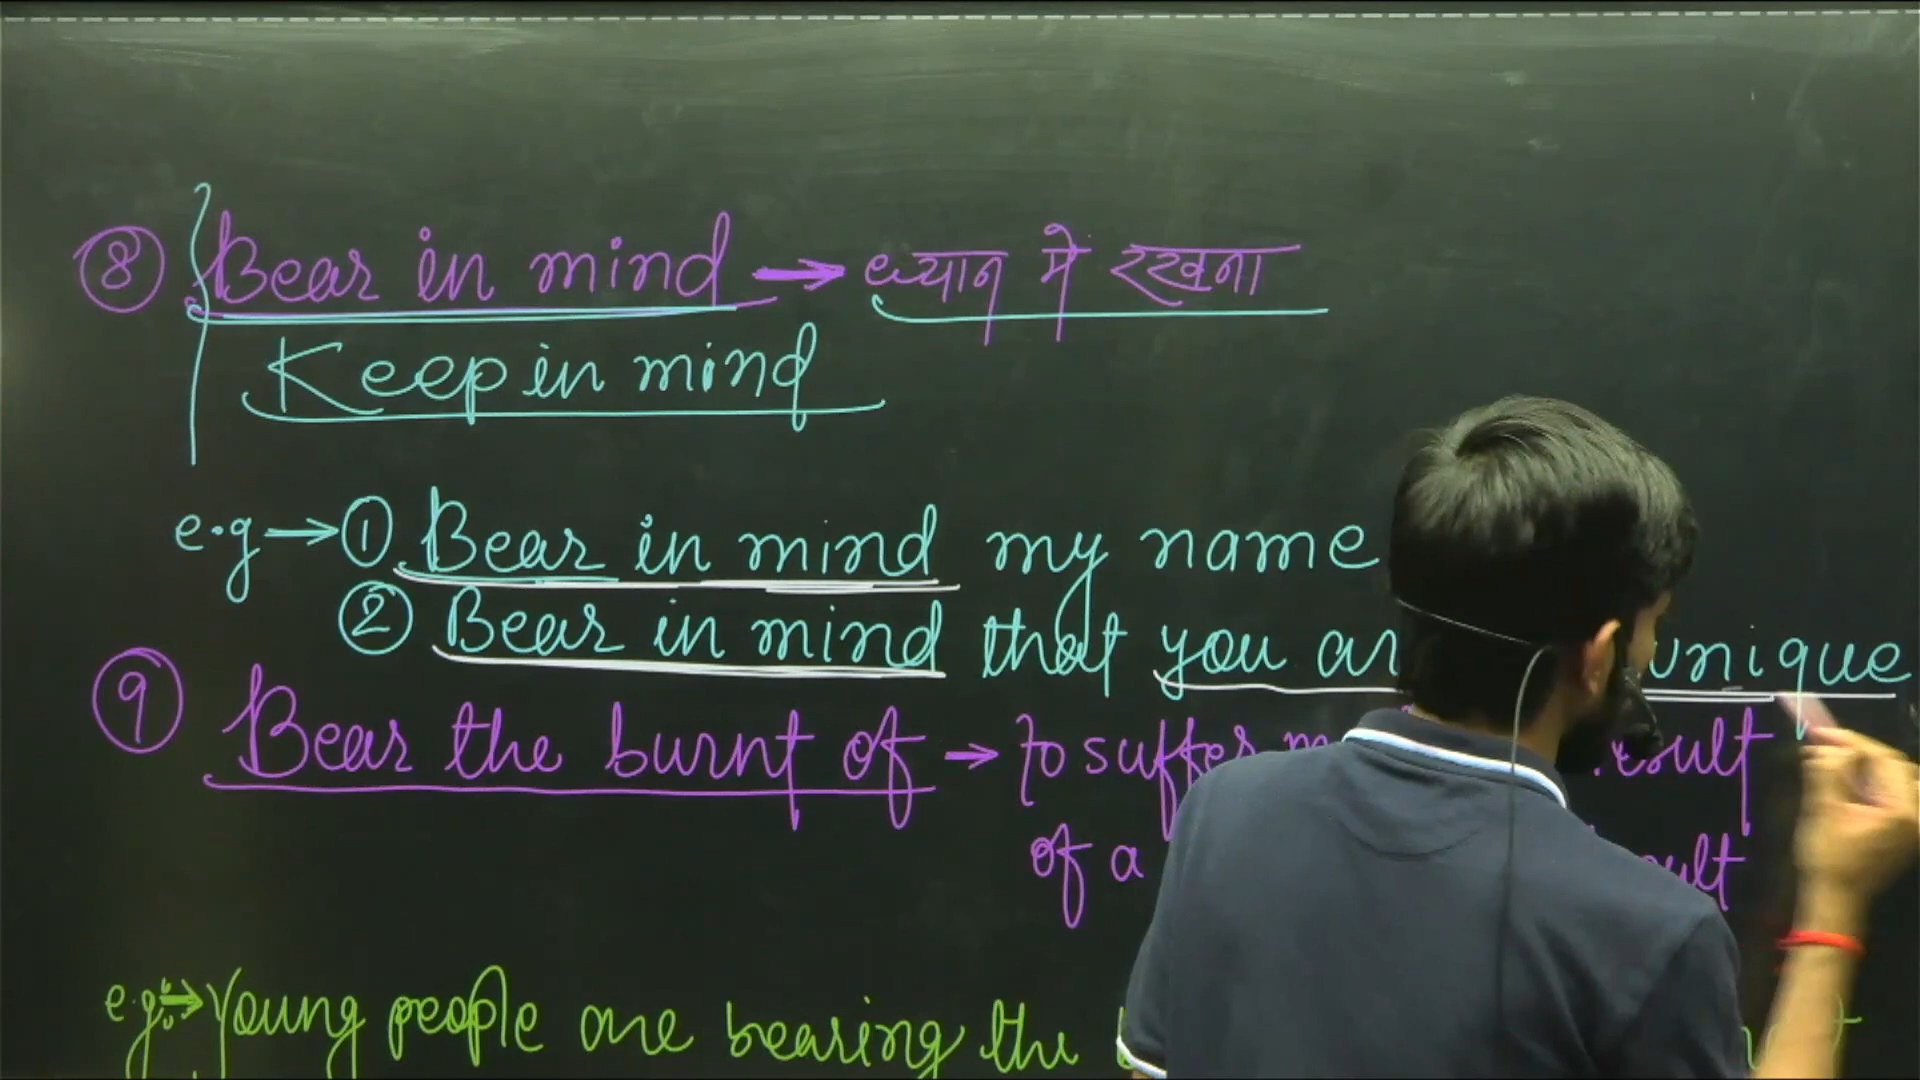 ⑧ Bear in mind → ध्यान मे रखना
Keep in mind
e.g → ① Bear in mind my name
② Bear in mind that you unique
⑨ Bear the burnt of → to suffer
of a
e.g:→ Young people are bearing the